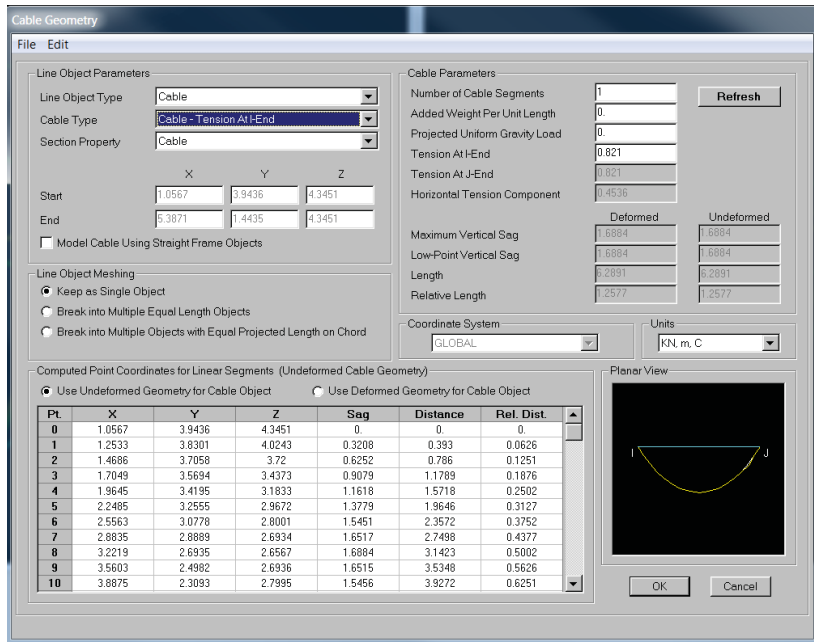 Cable Geometry
File Edit
Line Object Parameters
Line Object Type Cable
Cable Type Cable - Tension At I-End
Section Property Cable
X Y Z
Start 1.0567 3.9436 4.3451
End 5.3871 1.4435 4.3451
Model Cable Using Straight Frame Objects
Line Object Meshing
Keep as Single Object
Break into Multiple Equal Length Objects
Break into Multiple Objects with Equal Projected Length on Chord
Cable Parameters
Number of Cable Segments 1
Refresh
Added Weight Per Unit Length 0.
Projected Uniform Gravity Load 0.
Tension At I-End 0.821
Tension At J-End 0.821
Horizontal Tension Component 0.4536
Deformed Undeformed
Maximum Vertical Sag 1.6884 1.6884
Low-Point Vertical Sag 1.6884 1.6884
Length 6.2891 6.2891
Relative Length 1.2577 1.2577
Coordinate System
GLOBAL
Units
KN, m, C
Computed Point Coordinates for Linear Segments (Undeformed Cable Geometry)
Use Undeformed Geometry for Cable Object Use Deformed Geometry for Cable Object
Pt. X Y Z Sag Distance Rel. Dist.
0 1.0567 3.9436 4.3451 0. 0. 0.
1 1.2533 3.8301 4.0243 0.3208 0.393 0.0626
2 1.4686 3.7058 3.72 0.6252 0.786 0.1251
3 1.7049 3.5694 3.4373 0.9079 1.1789 0.1876
4 1.9645 3.4195 3.1833 1.1618 1.5718 0.2502
5 2.2485 3.2555 2.9672 1.3779 1.9646 0.3127
6 2.5563 3.0778 2.8001 1.5451 2.3572 0.3752
7 2.8835 2.8889 2.6934 1.6517 2.7498 0.4377
8 3.2219 2.6935 2.6567 1.6884 3.1423 0.5002
9 3.5603 2.4982 2.6936 1.6515 3.5348 0.5626
10 3.8875 2.3093 2.7995 1.5456 3.9272 0.6251
Planar View
I J
OK Cancel